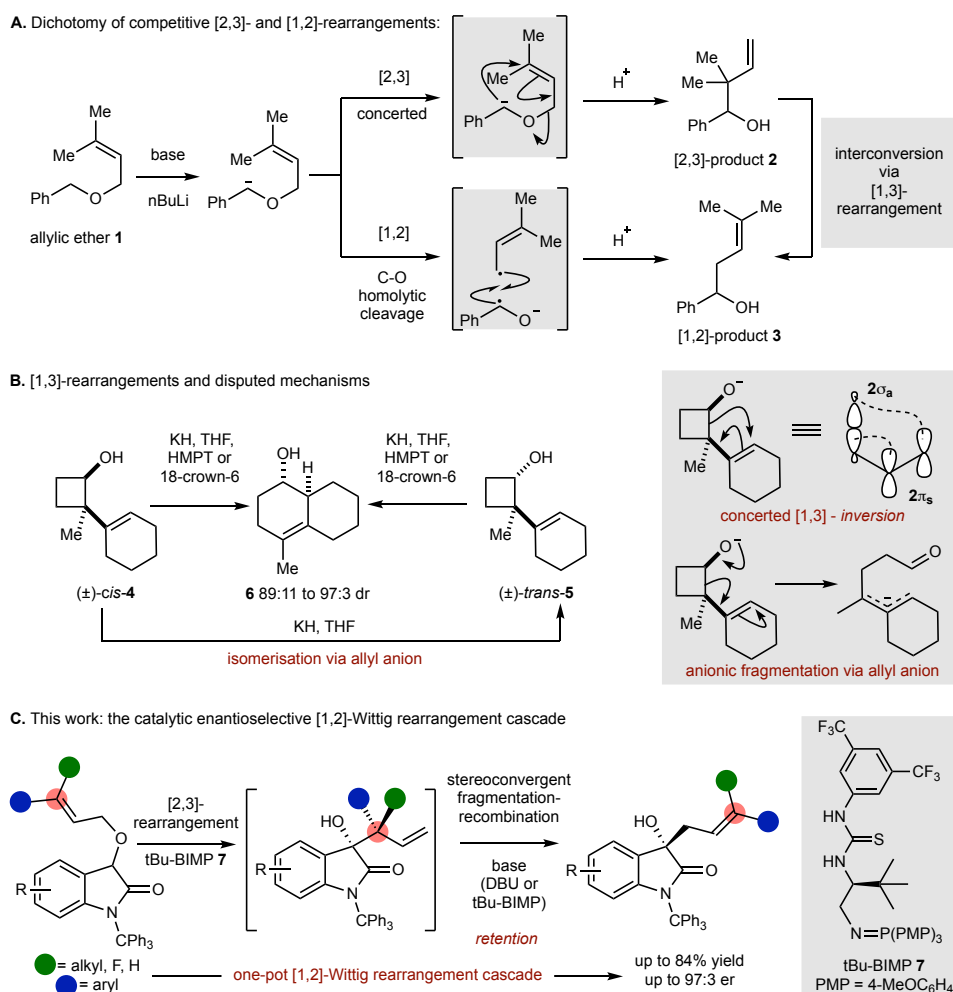 A. Dichotomy of competitive [2,3]- and [1,2]-rearrangements:
Me
Me
Ph
O
allylic ether 1
base
nBuLi
Me
Me
Ph
O
[2,3]
concerted
Me
Me
Ph
O
H+
Me
Me
Ph
OH
[2,3]-product 2
[1,2]
C-O
homolytic
cleavage
Me
Me
Ph
O−
H+
Me
Me
Ph
OH
[1,2]-product 3
interconversion
via
[1,3]-
rearrangement
B. [1,3]-rearrangements and disputed mechanisms
OH
Me
(±)-cis-4
KH, THF,
HMPT or
18-crown-6
OH
H
Me
6 89:11 to 97:3 dr
KH, THF,
HMPT or
18-crown-6
OH
Me
(±)-trans-5
KH, THF
isomerisation via allyl anion
O−
Me
2σa
2πs
concerted [1,3] - inversion
O−
Me
O
Me
anionic fragmentation via allyl anion
C. This work: the catalytic enantioselective [1,2]-Wittig rearrangement cascade
O
O
R
N
CPh3
= alkyl, F, H
= aryl
[2,3]-
rearrangement
tBu-BIMP 7
HO
O
R
N
CPh3
stereoconvergent
fragmentation-
recombination
base
(DBU or
tBu-BIMP)
retention
HO
O
R
N
CPh3
one-pot [1,2]-Wittig rearrangement cascade
up to 84% yield
up to 97:3 er
F3C
CF3
HN
S
HN
N=P(PMP)3
tBu-BIMP 7
PMP = 4-MeOC6H4